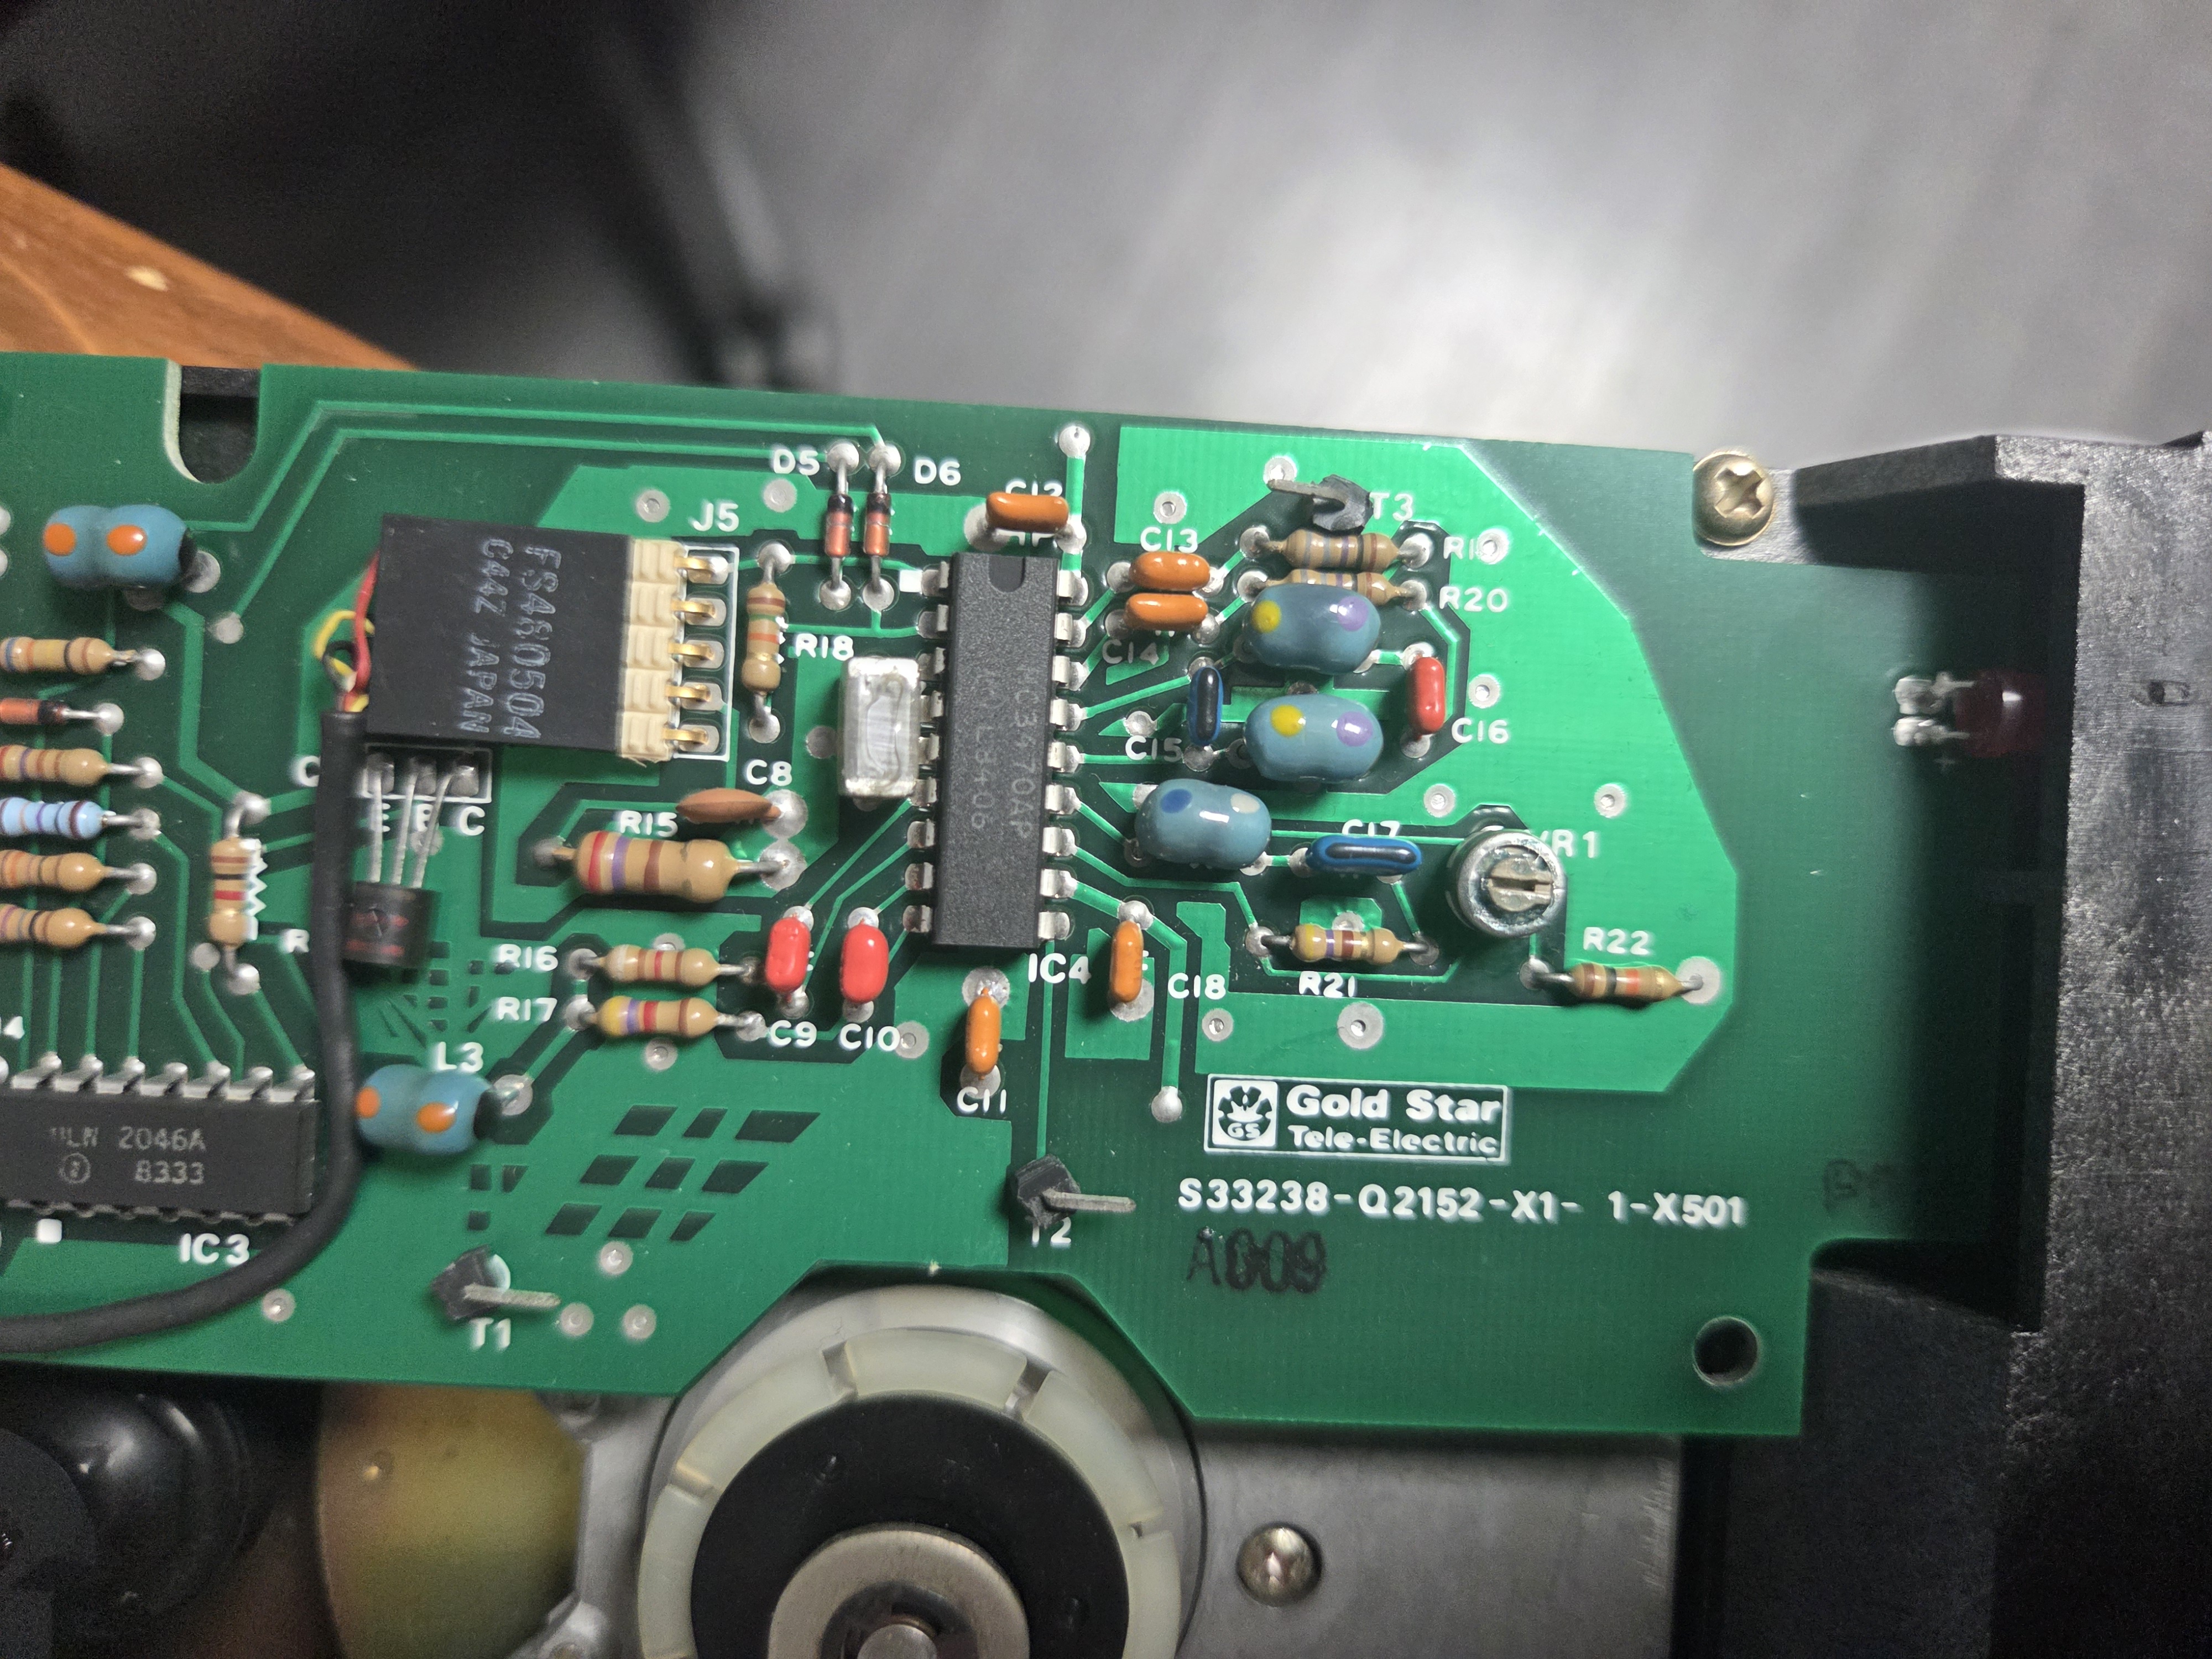 ULN 2046A
8333
IC3
R
L3
T1
R17
R16
E
B
C
FS480504
C44Z JAPAN
R15
J5
C8
C9
R18
D5
C10
D6
C11
MC3470AP
L8406
C12
IC4
C14
C15
C13
C18
A009
S33238-Q2152-X1- 1-X501
GS
Gold Star
Tele-Electric
R21
C17
T3
C16
R20
VR1
R22
+